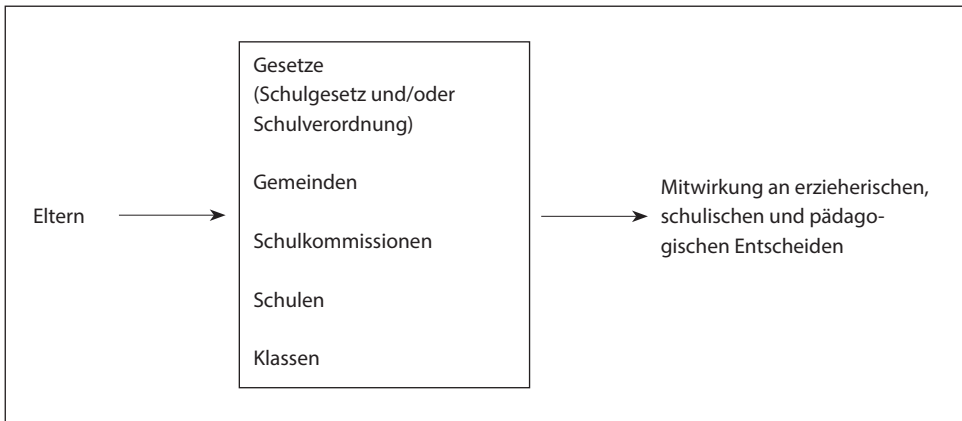 Eltern
Gesetze
(Schulgesetz und/oder
Schulverordnung)
Gemeinden
Schulkommissionen
Schulen
Klassen
Mitwirkung an erzieherischen,
schulischen und pädago-
gischen Entscheiden